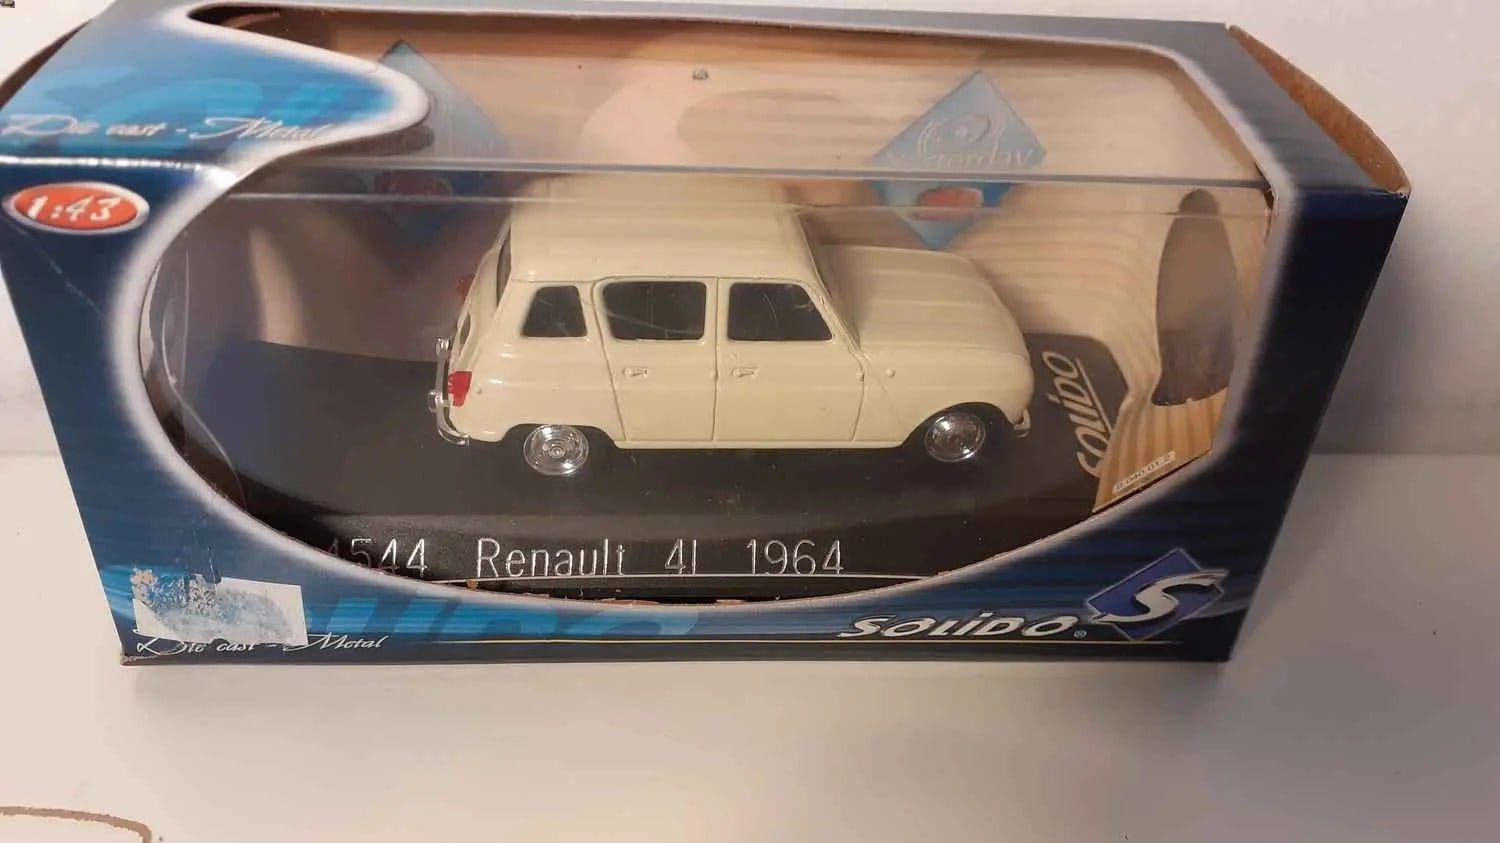 Die cast - Metal
1:43
SOLIDO
4544 Renault 4l 1964
SOLIDO®
Die cast - Metal